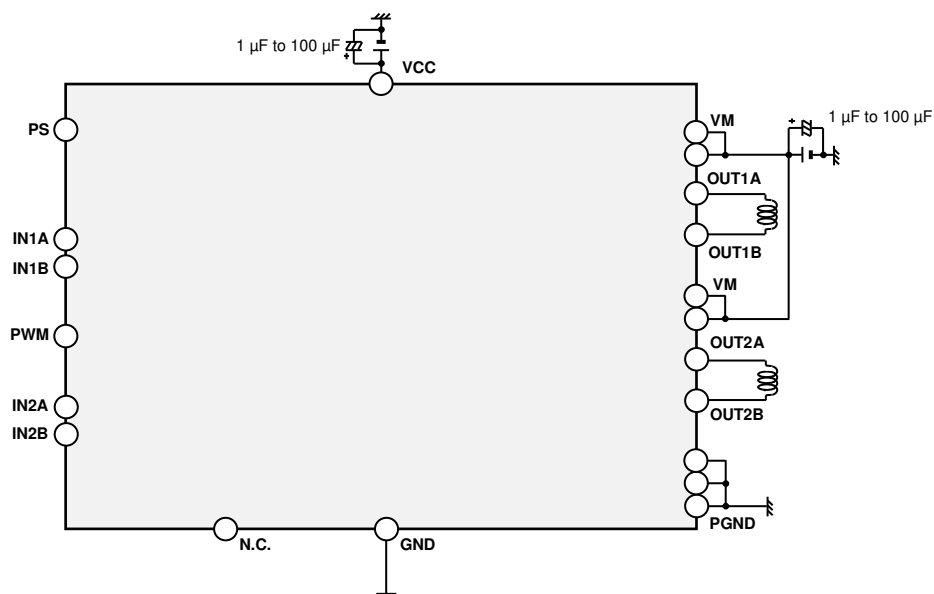 1 µF to 100 µF
+
VCC
PS
VM
+
1 µF to 100 µF
OUT1A
IN1A
IN1B
OUT1B
VM
PWM
OUT2A
IN2A
OUT2B
IN2B
PGND
N.C.
GND